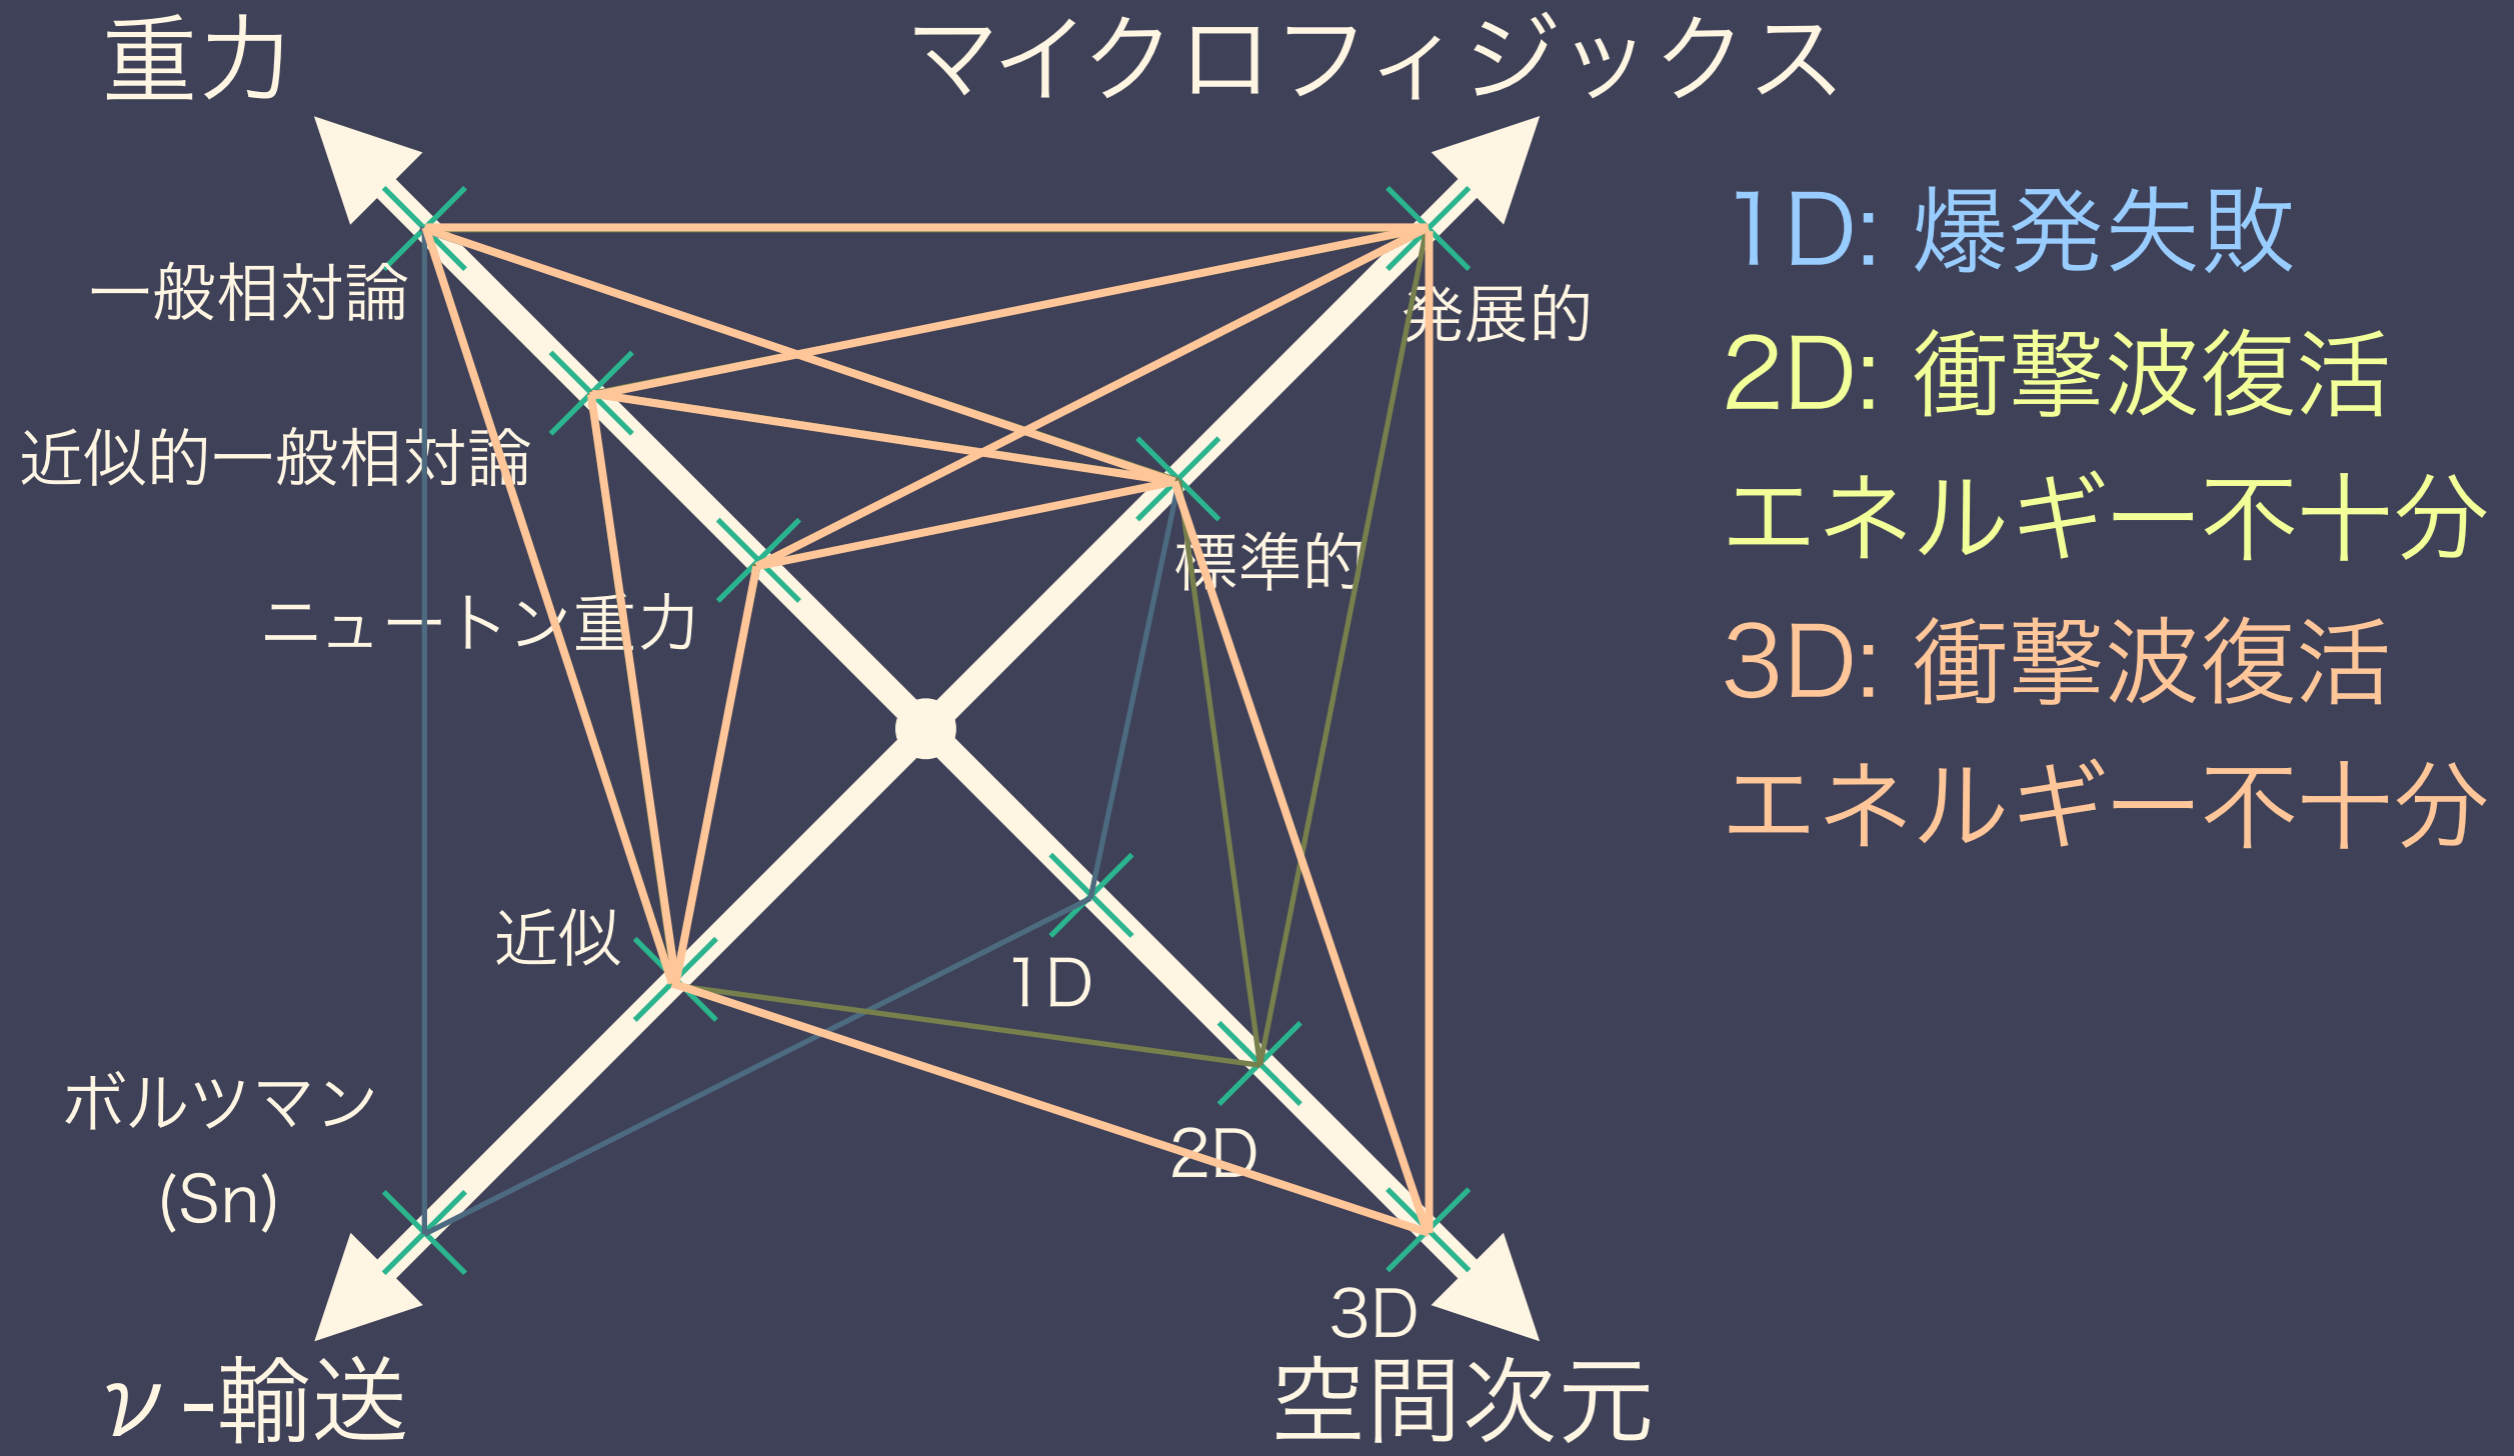 重力
マイクロフィジックス
1D: 爆発失敗
一般相対論
発展的
2D: 衝撃波復活
エネルギー不十分
近似的一般相対論
標準的
ニュートン重力
3D: 衝撃波復活
エネルギー不十分
近似
1D
ボルツマン
(Sn)
2D
3D
ν-輸送
空間次元